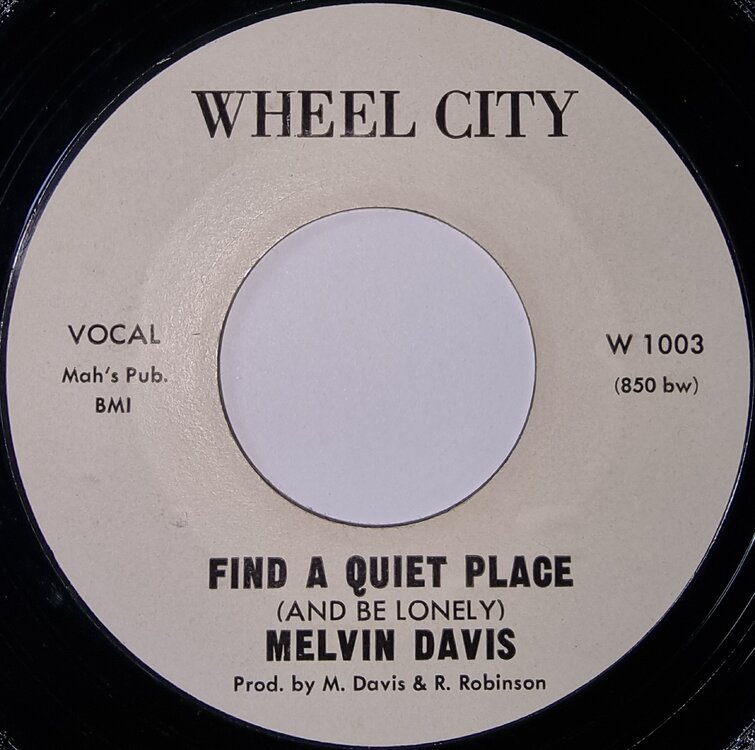 WHEEL CITY
VOCAL
Mah's Pub.
BMI
W 1003
(850 bw)
FIND A QUIET PLACE
(AND BE LONELY)
MELVIN DAVIS
Prod. by M. Davis & R. Robinson